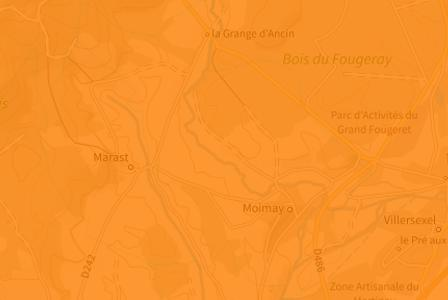 la Grange d'Ancin
Bois du Fougeray
Parc d'Activités du
Grand Fougeret
Marast
Moimay
Villersexel
le Pré aux
D242
D486
Zone Artisanale du